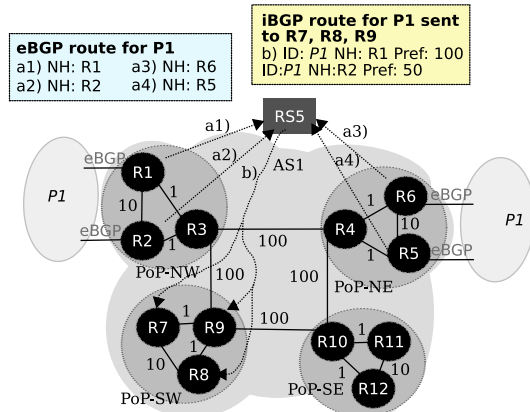 eBGP route for P1
a1) NH: R1 a3) NH: R6
a2) NH: R2 a4) NH: R5
iBGP route for P1 sent
to R7, R8, R9
b) ID: P1 NH: R1 Pref: 100
ID:P1 NH:R2 Pref: 50
RS5
a1)
a2)
a3)
b)
AS1
a4)
eBGP
R1
P1
1
10
R2
1
R3
eBGP
PoP-NW
100
R4
1
R6
eBGP
10
1
R5
eBGP
P1
PoP-NE
100
100
R7
1
R9
1
10
R8
PoP-SW
100
R10
1
R11
1
10
R12
PoP-SE